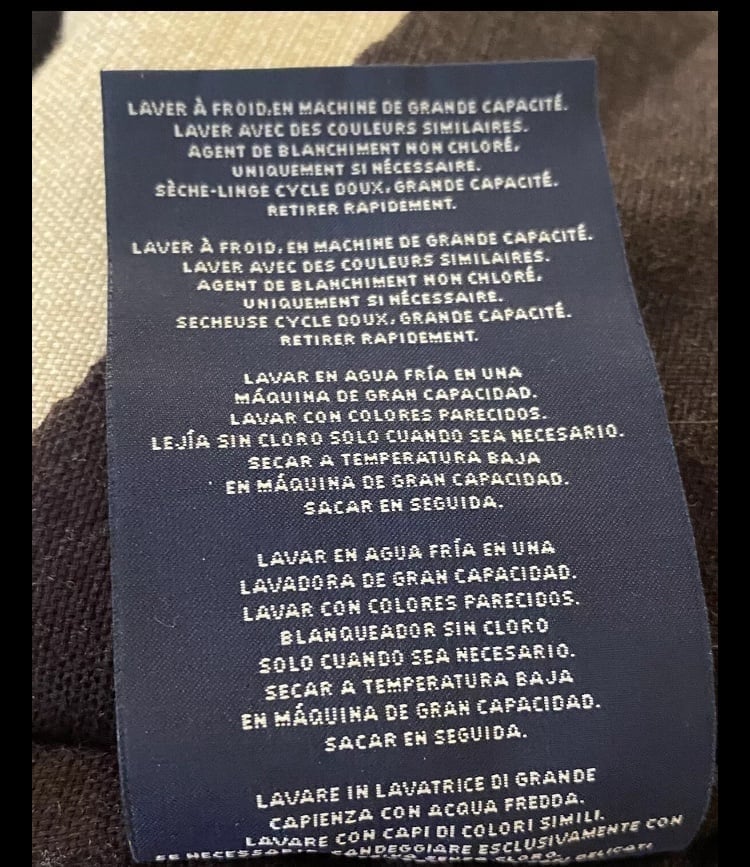 LAVER À FROID,EN MACHINE DE GRANDE CAPACITÉ.
LAVER AVEC DES COULEURS SIMILAIRES.
AGENT DE BLANCHIMENT NON CHLORÉ,
UNIQUEMENT SI NÉCESSAIRE.
SÈCHE-LINGE CYCLE DOUX, GRANDE CAPACITÉ.
RETIRER RAPIDEMENT.
LAVER À FROID, EN MACHINE DE GRANDE CAPACITÉ.
LAVER AVEC DES COULEURS SIMILAIRES.
AGENT DE BLANCHIMENT NON CHLORÉ,
UNIQUEMENT SI NÉCESSAIRE.
SECHEUSE CYCLE DOUX, GRANDE CAPACITÉ.
RETIRER RAPIDEMENT.
LAVAR EN AGUA FRÍA EN UNA
MÁQUINA DE GRAN CAPACIDAD.
LAVAR CON COLORES PARECIDOS.
LEJÍA SIN CLORO SOLO CUANDO SEA NECESARIO.
SECAR A TEMPERATURA BAJA
EN MÁQUINA DE GRAN CAPACIDAD.
SACAR EN SEGUIDA.
LAVAR EN AGUA FRÍA EN UNA
LAVADORA DE GRAN CAPACIDAD.
LAVAR CON COLORES PARECIDOS.
BLANQUEADOR SIN CLORO
SOLO CUANDO SEA NECESARIO.
SECAR A TEMPERATURA BAJA
EN MÁQUINA DE GRAN CAPACIDAD.
SACAR EN SEGUIDA.
LAVARE IN LAVATRICE DI GRANDE
CAPIENZA CON ACQUA FREDDA.
LAVARE CON CAPI DI COLORI SIMILI.
ESCLUSIVAMENTE CON